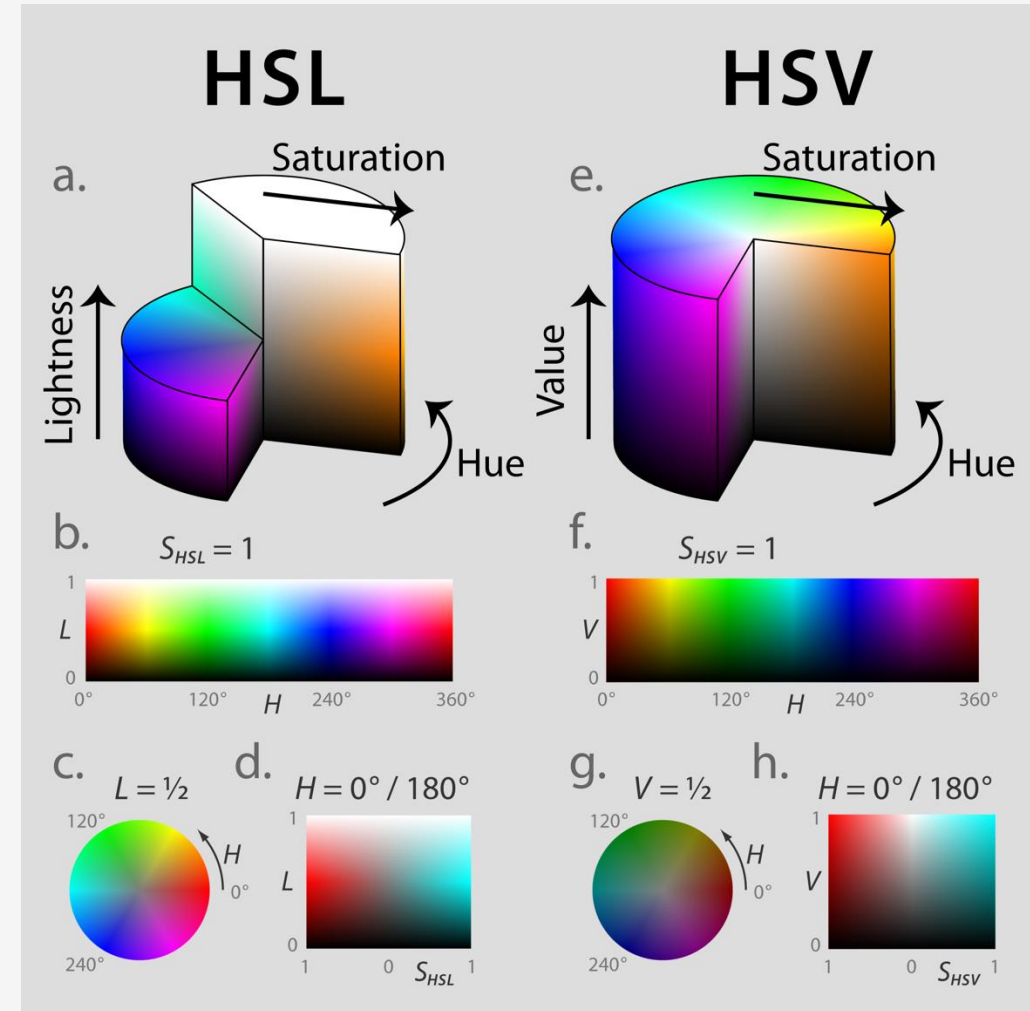 HSL
a.
Saturation
Lightness
Hue
b.
S_HSL = 1
1
L
0
0° 120° H 240° 360°
c.
L = ½
120°
H
0°
240°
d.
H = 0° / 180°
1
L
0
1 0 S_HSL 1
HSV
e.
Saturation
Value
Hue
f.
S_HSV = 1
1
V
0
0° 120° H 240° 360°
g.
V = ½
120°
H
0°
240°
h.
H = 0° / 180°
1
V
0
1 0 S_HSV 1